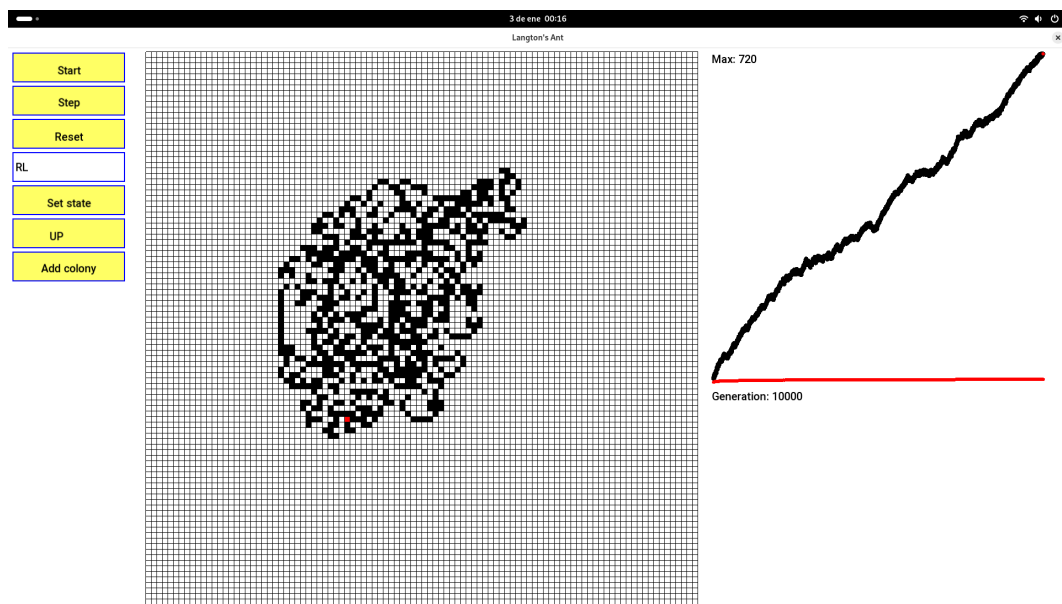 3 de ene 00:16
Langton's Ant
Start
Step
Reset
RL
Set state
UP
Add colony
Max: 720
Generation: 10000